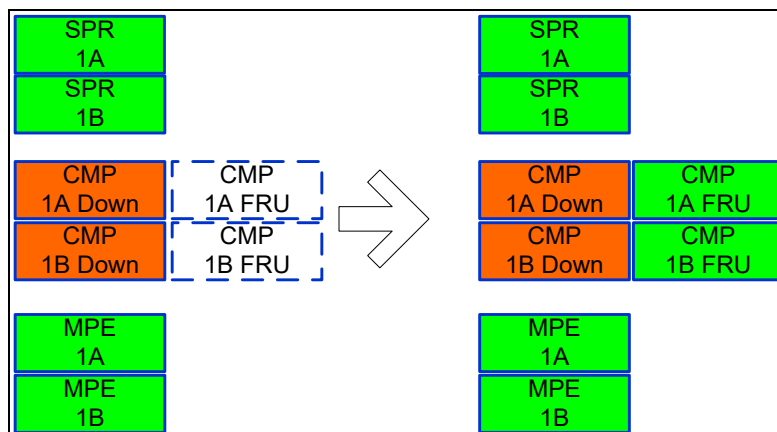 SPR
1A
SPR
1B
CMP
1A Down
CMP
1A FRU
CMP
1B Down
CMP
1B FRU
MPE
1A
MPE
1B
SPR
1A
SPR
1B
CMP
1A Down
CMP
1A FRU
CMP
1B Down
CMP
1B FRU
MPE
1A
MPE
1B